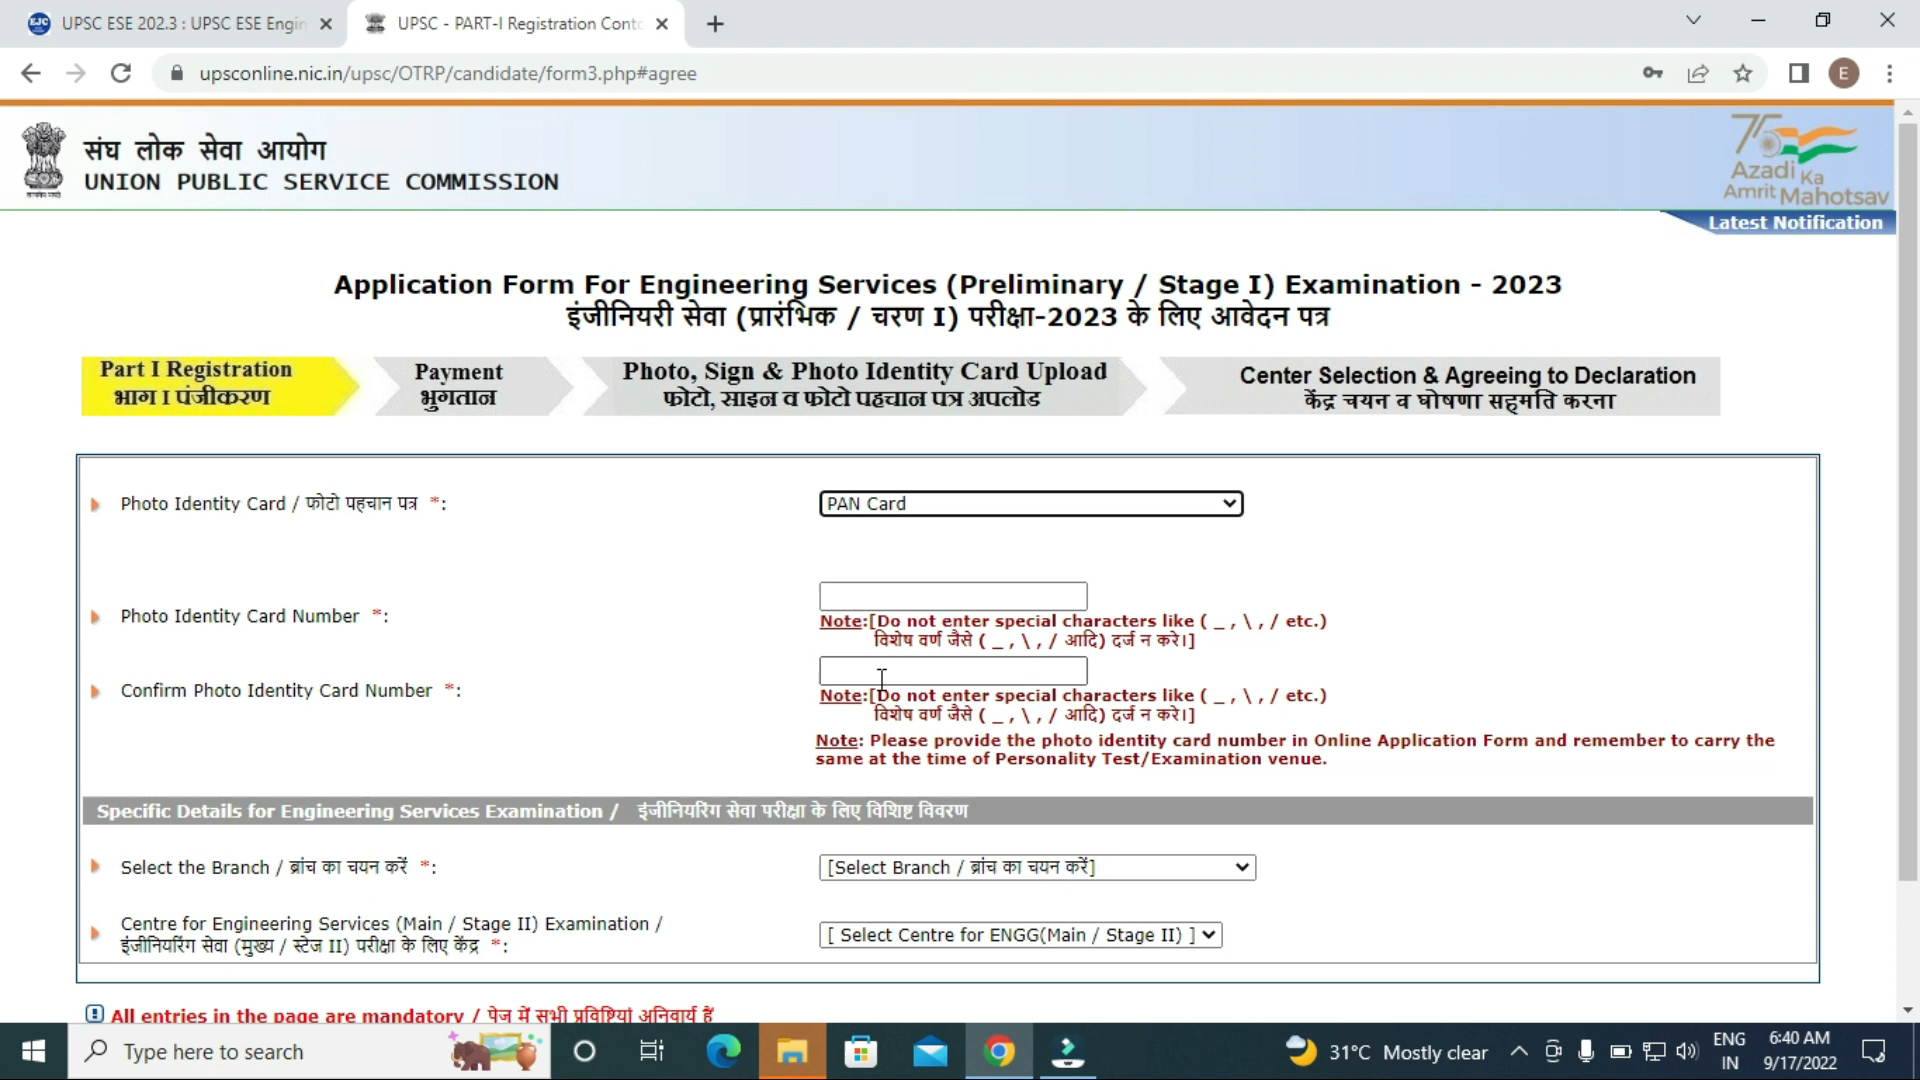 UPSC ESE 202.3 : UPSC ESE Engin
UPSC - PART-I Registration Conto
upsconline.nic.in/upsc/OTRP/candidate/form3.php#agree
E
संघ लोक सेवा आयोग
UNION PUBLIC SERVICE COMMISSION
75
Azadi Ka
Amrit Mahotsav
Latest Notification
Application Form For Engineering Services (Preliminary / Stage I) Examination - 2023
इंजीनियरी सेवा (प्रारंभिक / चरण I) परीक्षा-2023 के लिए आवेदन पत्र
Part I Registration
भाग I पंजीकरण
Payment
भुगतान
Photo, Sign & Photo Identity Card Upload
फोटो, साइन व फोटो पहचान पत्र अपलोड
Center Selection & Agreeing to Declaration
केंद्र चयन व घोषणा सहमति करना
Photo Identity Card / फोटो पहचान पत्र *:
PAN Card
Photo Identity Card Number *:
Note:[Do not enter special characters like ( _ , \ , / etc.)
विशेष वर्ण जैसे ( _ , \ , / आदि) दर्ज न करे।]
Confirm Photo Identity Card Number *:
Note:[Do not enter special characters like ( _ , \ , / etc.)
विशेष वर्ण जैसे ( _ , \ , / आदि) दर्ज न करे।]
Note: Please provide the photo identity card number in Online Application Form and remember to carry the
same at the time of Personality Test/Examination venue.
Specific Details for Engineering Services Examination / इंजीनियरिंग सेवा परीक्षा के लिए विशिष्ट विवरण
Select the Branch / ब्रांच का चयन करें *:
[Select Branch / ब्रांच का चयन करें]
Centre for Engineering Services (Main / Stage II) Examination /
इंजीनियरिंग सेवा (मुख्य / स्टेज II) परीक्षा के लिए केंद्र *:
[ Select Centre for ENGG(Main / Stage II) ]
All entries in the page are mandatory / पेज में सभी प्रविष्टियां अनिवार्य हैं
Type here to search
31°C Mostly clear
ENG
IN
6:40 AM
9/17/2022